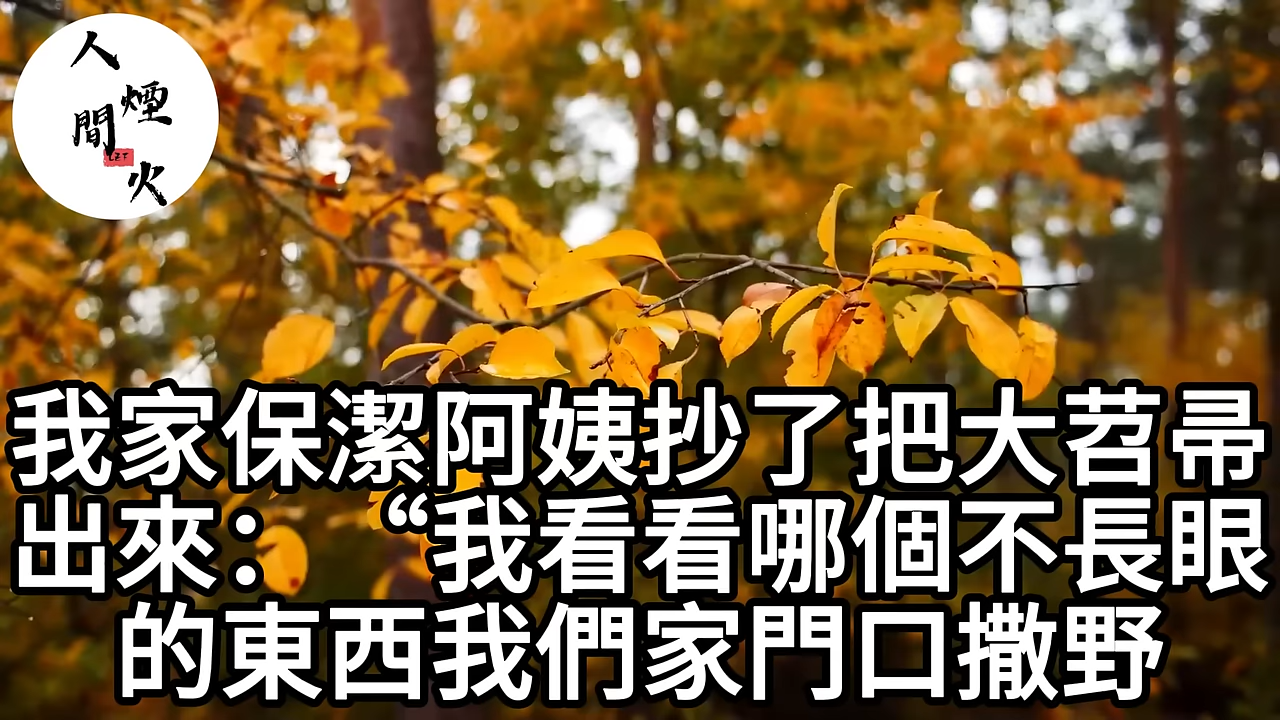 人間煙火
LZT
我家保潔阿姨抄了把大苕帚
出來：“我看看哪個不長眼
的東西我們家門口撒野